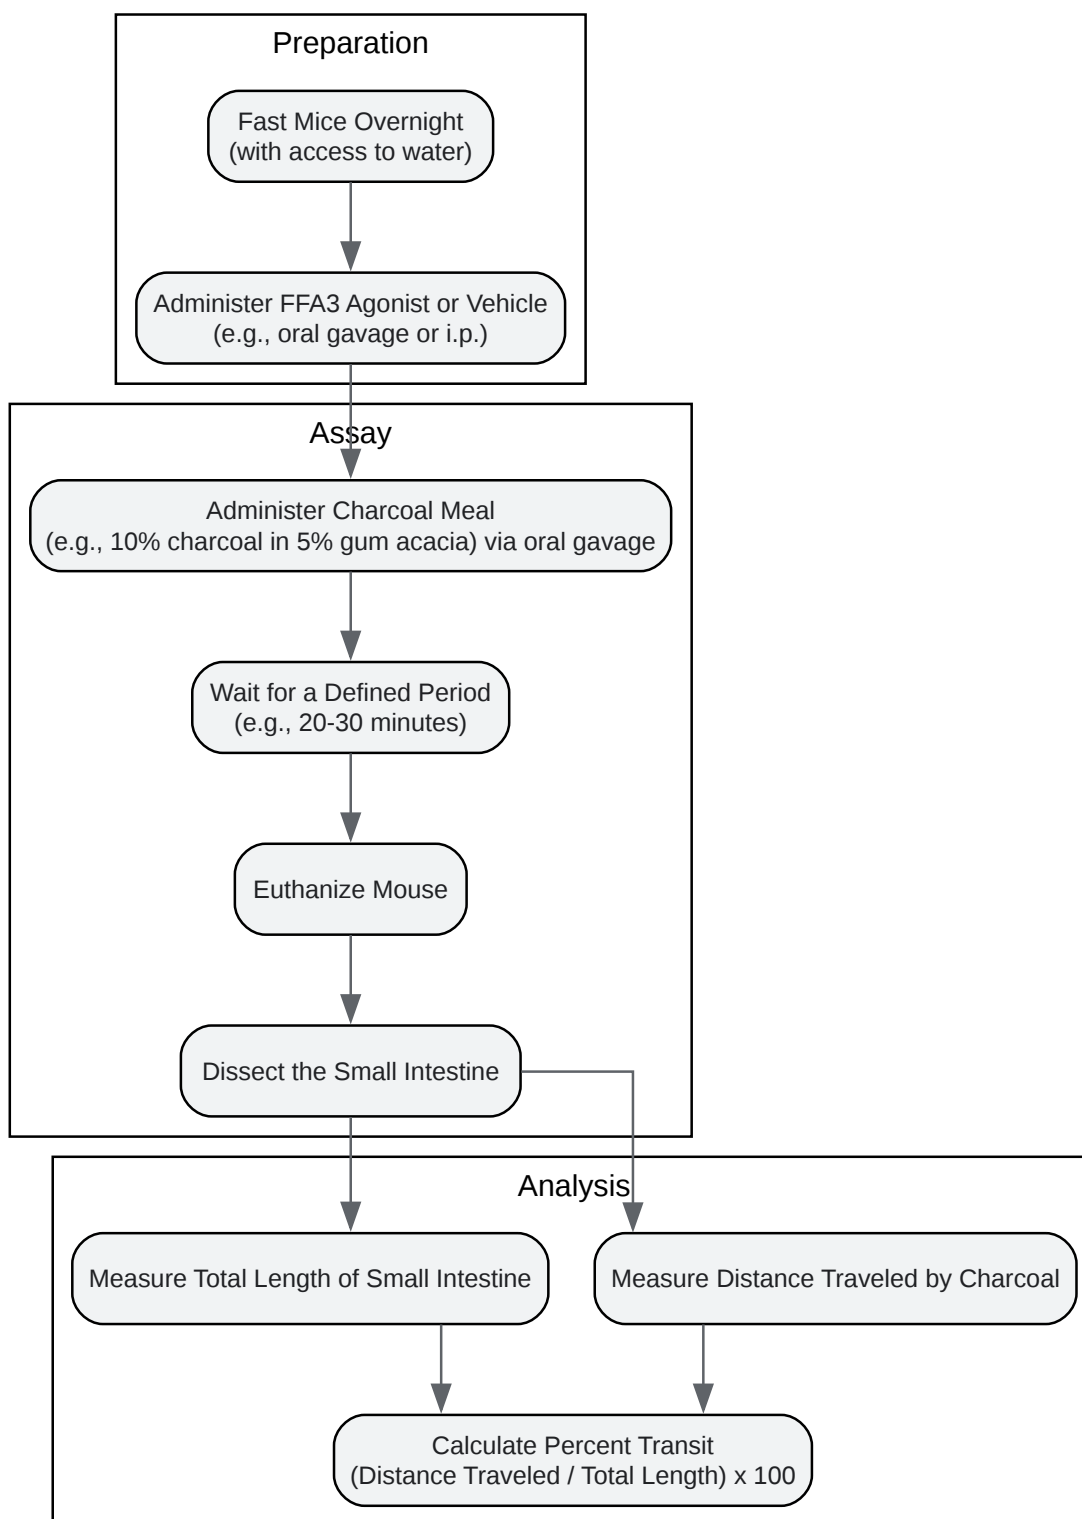 Preparation
Fast Mice Overnight
(with access to water)
Administer FFA3 Agonist or Vehicle
(e.g., oral gavage or i.p.)
Assay
Administer Charcoal Meal
(e.g., 10% charcoal in 5% gum acacia) via oral gavage
Wait for a Defined Period
(e.g., 20-30 minutes)
Euthanize Mouse
Dissect the Small Intestine
Analysis
Measure Total Length of Small Intestine
Measure Distance Traveled by Charcoal
Calculate Percent Transit
(Distance Traveled / Total Length) x 100